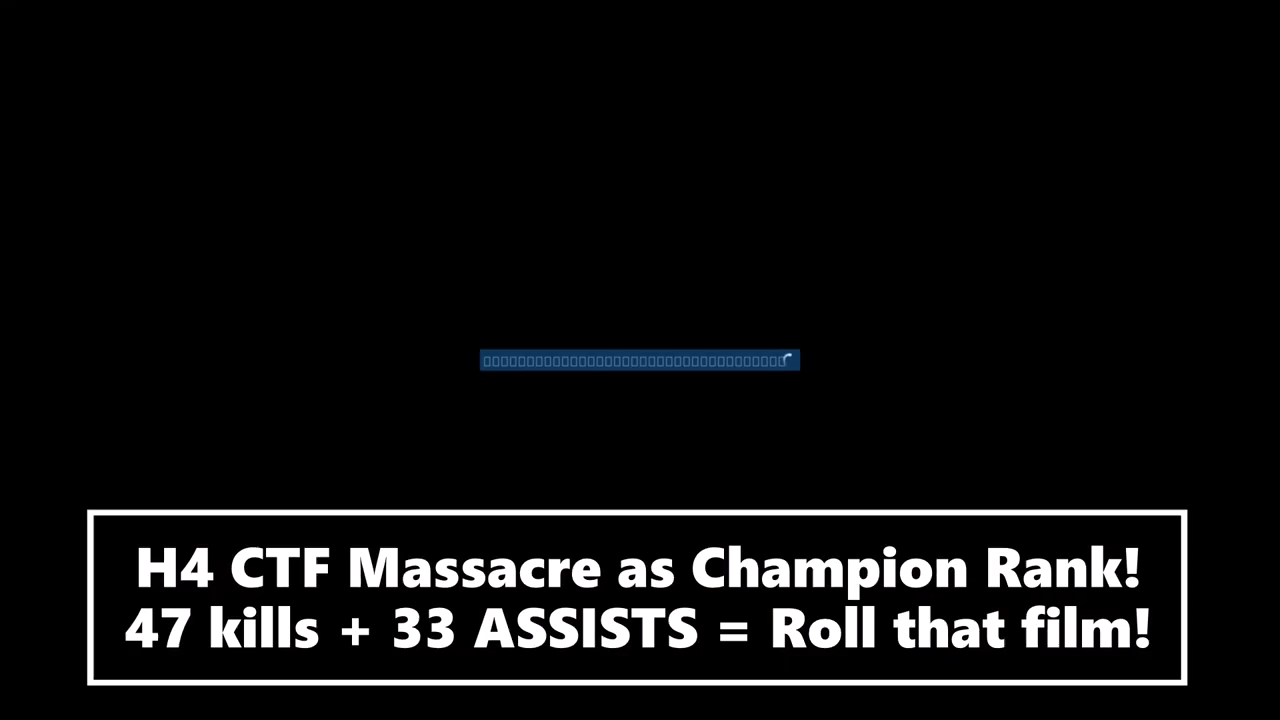 H4 CTF Massacre as Champion Rank!
47 kills + 33 ASSISTS = Roll that film!